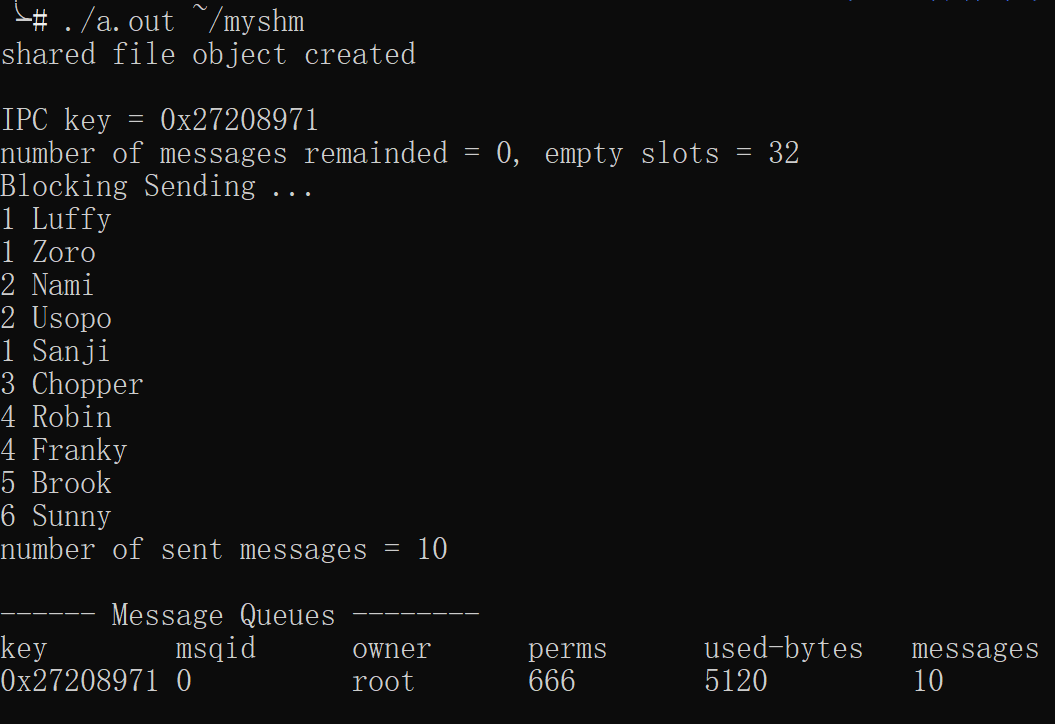 ╰─# ./a.out ~/myshm
shared file object created
IPC key = 0x27208971
number of messages remainded = 0, empty slots = 32
Blocking Sending ...
1 Luffy
1 Zoro
2 Nami
2 Usopo
1 Sanji
3 Chopper
4 Robin
4 Franky
5 Brook
6 Sunny
number of sent messages = 10
------ Message Queues --------
key msqid owner perms used-bytes messages
0x27208971 0 root 666 5120 10